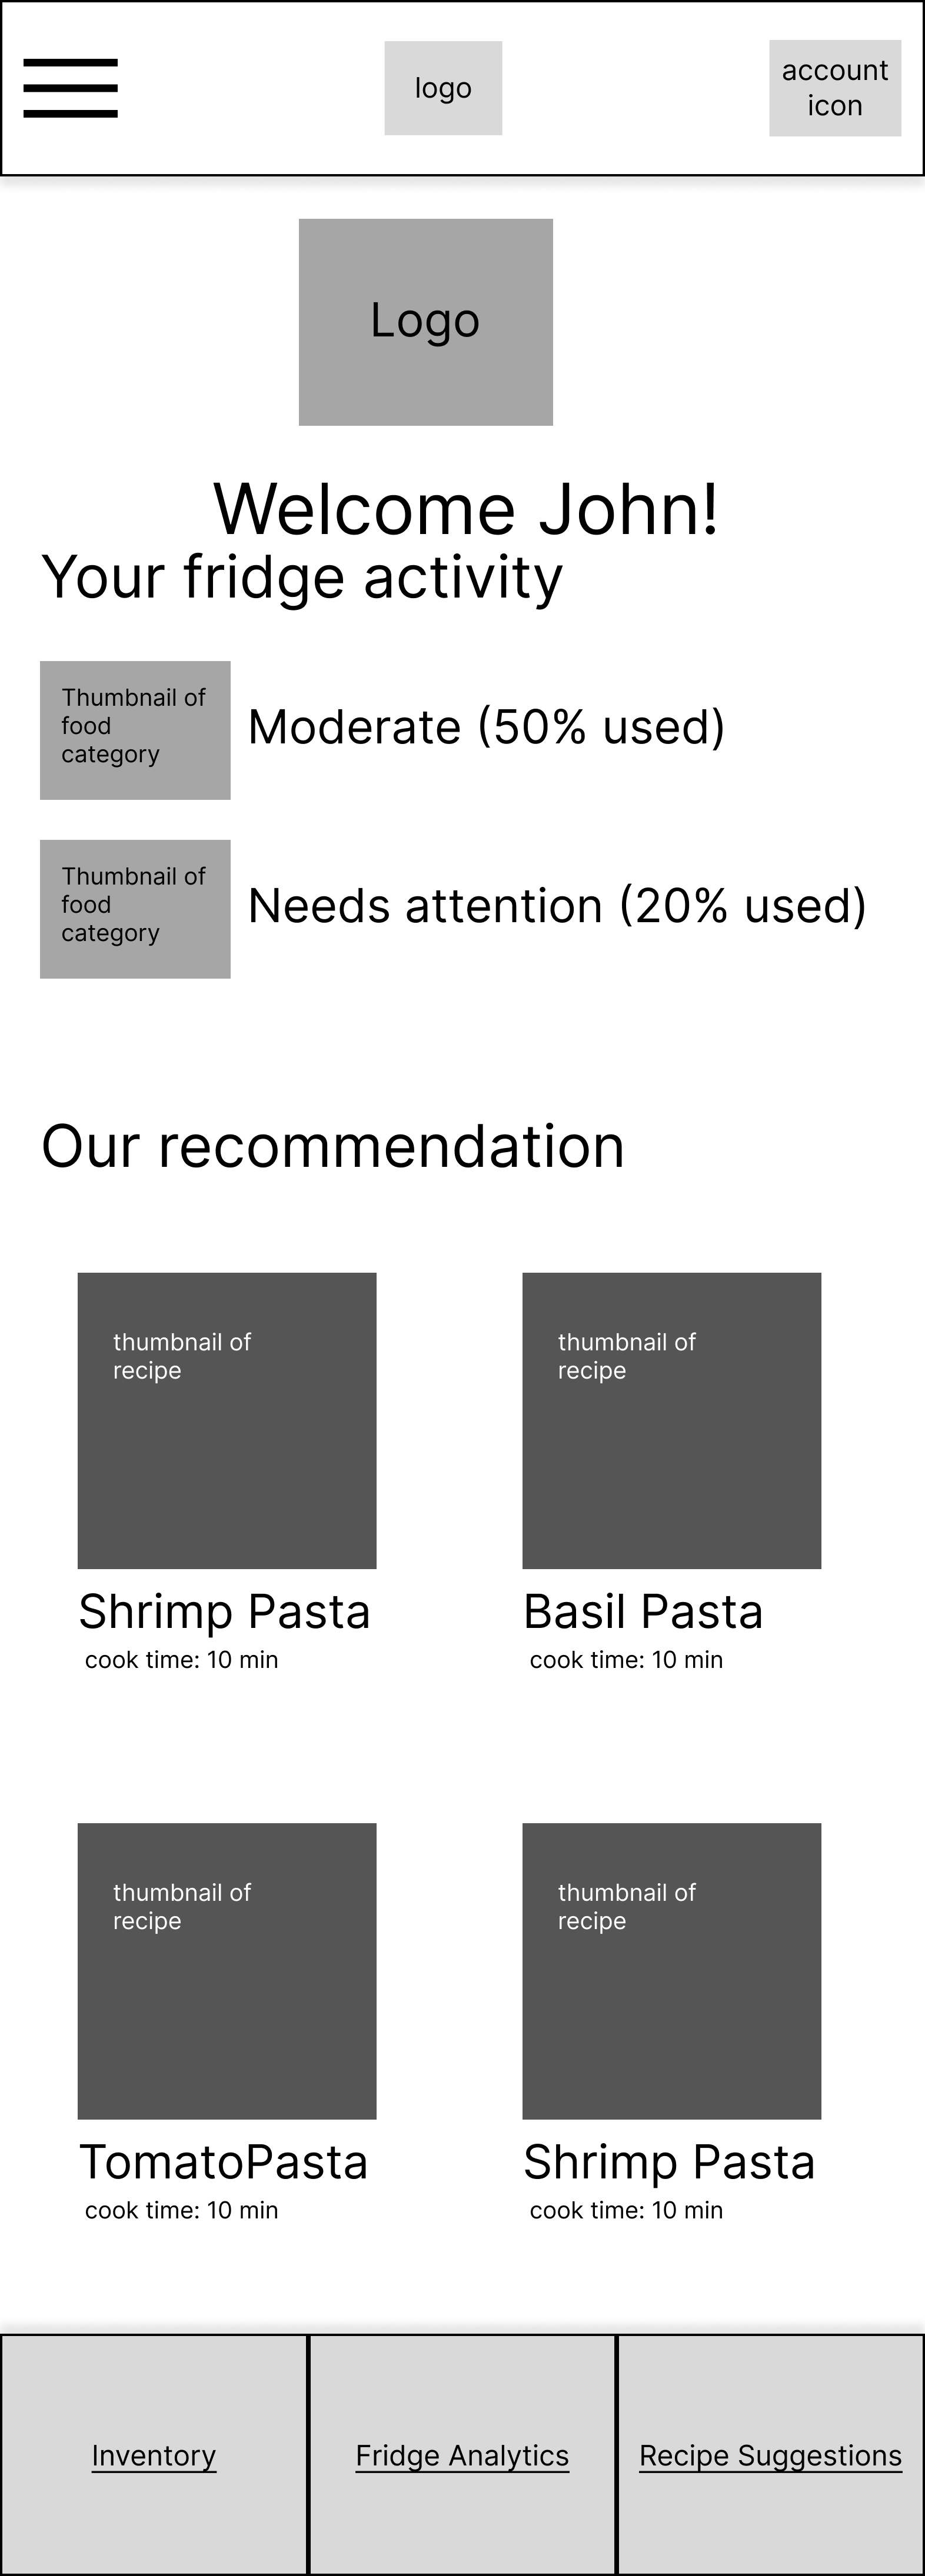 logo
account
icon
Logo
Welcome John!
Your fridge activity
Thumbnail of
food
category
Moderate (50% used)
Thumbnail of
food
category
Needs attention (20% used)
Our recommendation
thumbnail of
recipe
Shrimp Pasta
cook time: 10 min
thumbnail of
recipe
Basil Pasta
cook time: 10 min
thumbnail of
recipe
TomatoPasta
cook time: 10 min
thumbnail of
recipe
Shrimp Pasta
cook time: 10 min
Inventory
Fridge Analytics
Recipe Suggestions